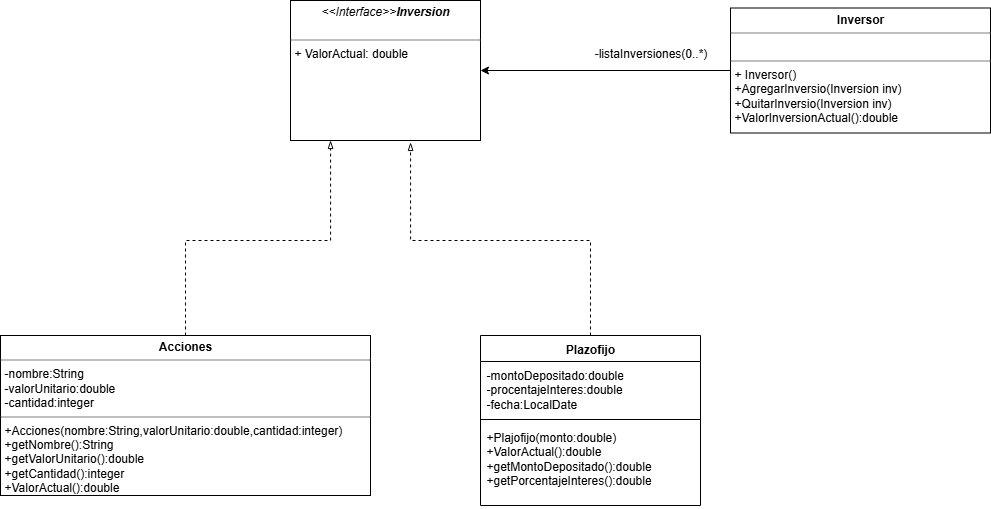 <<Interface>>Inversion
+ ValorActual: double
-listaInversiones(0..*)
Inversor
+ Inversor()
+AgregarInversio(Inversion inv)
+QuitarInversio(Inversion inv)
+ValorInversionActual():double
Acciones
-nombre:String
-valorUnitario:double
-cantidad:integer
+Acciones(nombre:String,valorUnitario:double,cantidad:integer)
+getNombre():String
+getValorUnitario():double
+getCantidad():integer
+ValorActual():double
Plazofijo
-montoDepositado:double
-procentajeInteres:double
-fecha:LocalDate
+Plajofijo(monto:double)
+ValorActual():double
+getMontoDepositado():double
+getPorcentajeInteres():double